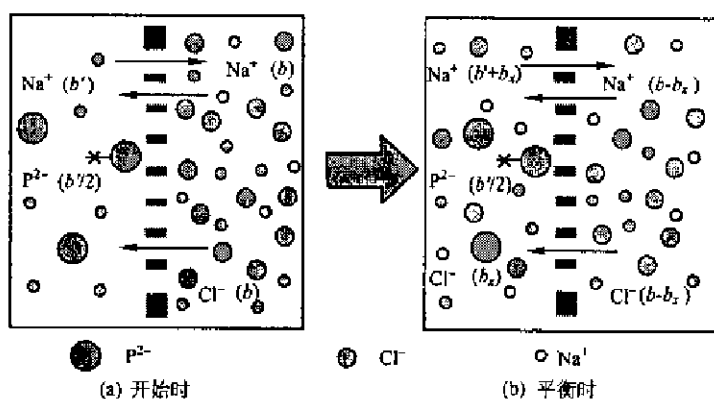 Na⁺ (b′)
Na⁺ (b)
P²⁻ (b′/2)
Cl⁻ (b)
Na⁺ (b′+bₓ)
Na⁺ (b-bₓ)
P²⁻ (b′/2)
Cl⁻ (bₓ)
Cl⁻ (b-bₓ)
P²⁻ Cl⁻ Na⁺
(a) 开始时 (b) 平衡时